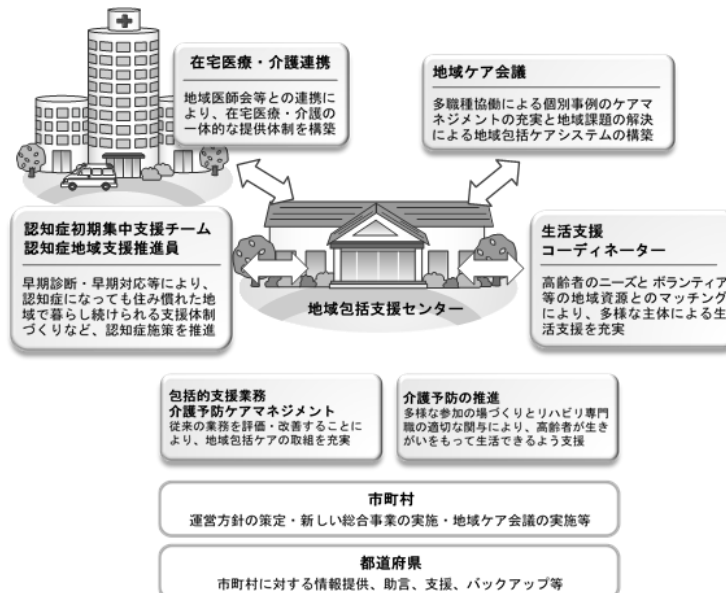 在宅医療・介護連携
地域医師会等との連携に
より、在宅医療・介護の
一体的な提供体制を構築
地域ケア会議
多職種協働による個別事例のケアマ
ネジメントの充実と地域課題の解決
による地域包括ケアシステムの構築
認知症初期集中支援チーム
認知症地域支援推進員
早期診断・早期対応等により、
認知症になっても住み慣れた地
域で暮らし続けられる支援体制
づくりなど、認知症施策を推進
地域包括支援センター
生活支援
コーディネーター
高齢者のニーズと ボランティア
等の地域資源とのマッチング
により、多様な主体による生
活支援を充実
包括的支援業務
介護予防ケアマネジメント
従来の業務を評価・改善することに
より、地域包括ケアの取組を充実
介護予防の推進
多様な参加の場づくりとリハビリ専門
職の適切な関与により、高齢者が生き
がいをもって生活できるよう支援
市町村
運営方針の策定・新しい総合事業の実施・地域ケア会議の実施等
都道府県
市町村に対する情報提供、助言、支援、バックアップ等